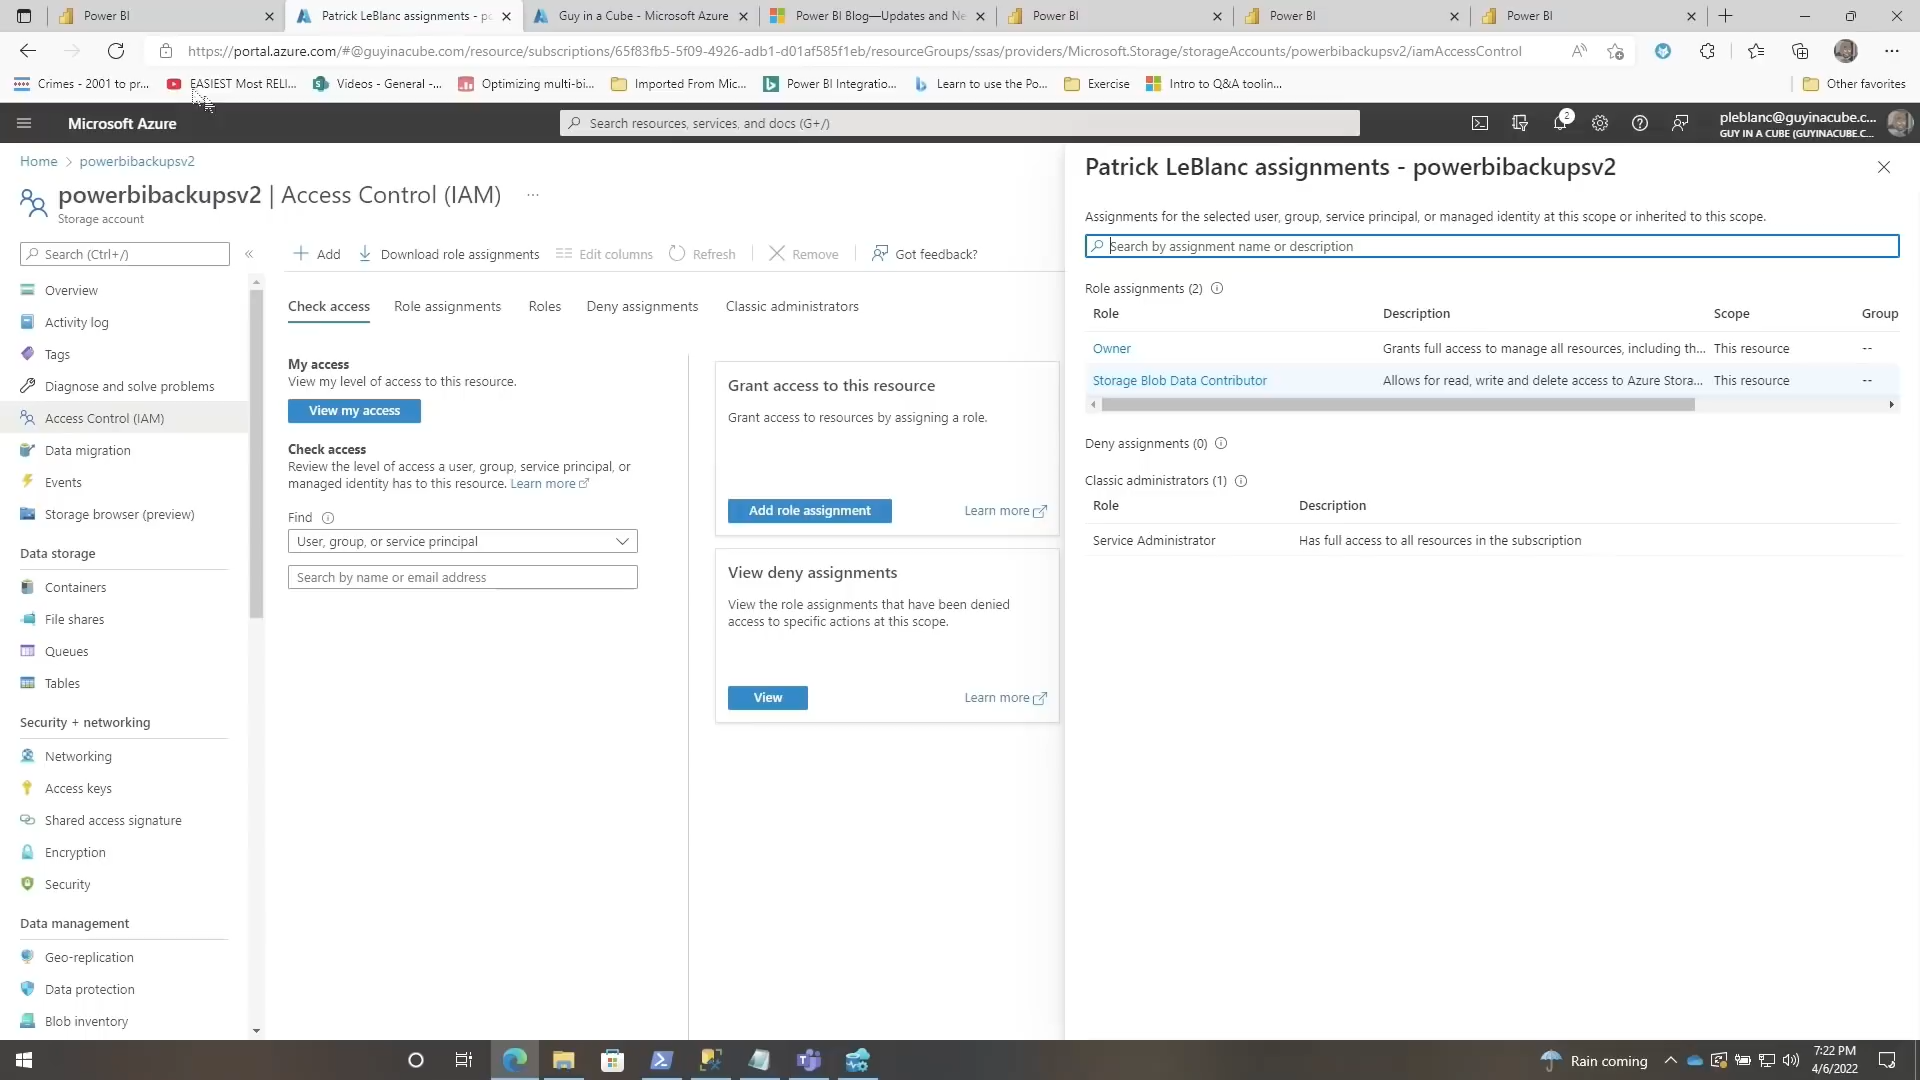 Power BI
Patrick LeBlanc assignments - po
Guy in a Cube - Microsoft Azure
Power BI Blog—Updates and Ne
Power BI
Power BI
Power BI
https://portal.azure.com/#@guyinacube.com/resource/subscriptions/65f83fb5-5f09-4926-adb1-d01af585f1eb/resourceGroups/ssas/providers/Microsoft.Storage/storageAccounts/powerbibackupsv2/iamAccessControl
Crimes - 2001 to pr...
EASIEST Most RELI...
Videos - General -...
Optimizing multi-bi...
Imported From Mic...
Power BI Integratio...
Learn to use the Po...
Exercise
Intro to Q&A toolin...
Other favorites
Microsoft Azure
Search resources, services, and docs (G+/)
2
pleblanc@guyinacube.c...
GUY IN A CUBE (GUYINACUBE.C...
Home > powerbibackupsv2
powerbibackupsv2 | Access Control (IAM) ...
Storage account
Search (Ctrl+/)
«
Overview
Activity log
Tags
Diagnose and solve problems
Access Control (IAM)
Data migration
Events
Storage browser (preview)
Data storage
Containers
File shares
Queues
Tables
Security + networking
Networking
Access keys
Shared access signature
Encryption
Security
Data management
Geo-replication
Data protection
Blob inventory
Add
Download role assignments
Edit columns
Refresh
Remove
Got feedback?
Check access
Role assignments
Roles
Deny assignments
Classic administrators
My access
View my level of access to this resource.
View my access
Check access
Review the level of access a user, group, service principal, or
managed identity has to this resource. Learn more
Find
User, group, or service principal
Search by name or email address
Grant access to this resource
Grant access to resources by assigning a role.
Add role assignment
Learn more
View deny assignments
View the role assignments that have been denied
access to specific actions at this scope.
View
Learn more
Patrick LeBlanc assignments - powerbibackupsv2
Assignments for the selected user, group, service principal, or managed identity at this scope or inherited to this scope.
Search by assignment name or description
Role assignments (2)
Role Description Scope Group
Owner Grants full access to manage all resources, including th... This resource --
Storage Blob Data Contributor Allows for read, write and delete access to Azure Stora... This resource --
Deny assignments (0)
Classic administrators (1)
Role Description
Service Administrator Has full access to all resources in the subscription
Rain coming
7:22 PM
4/6/2022